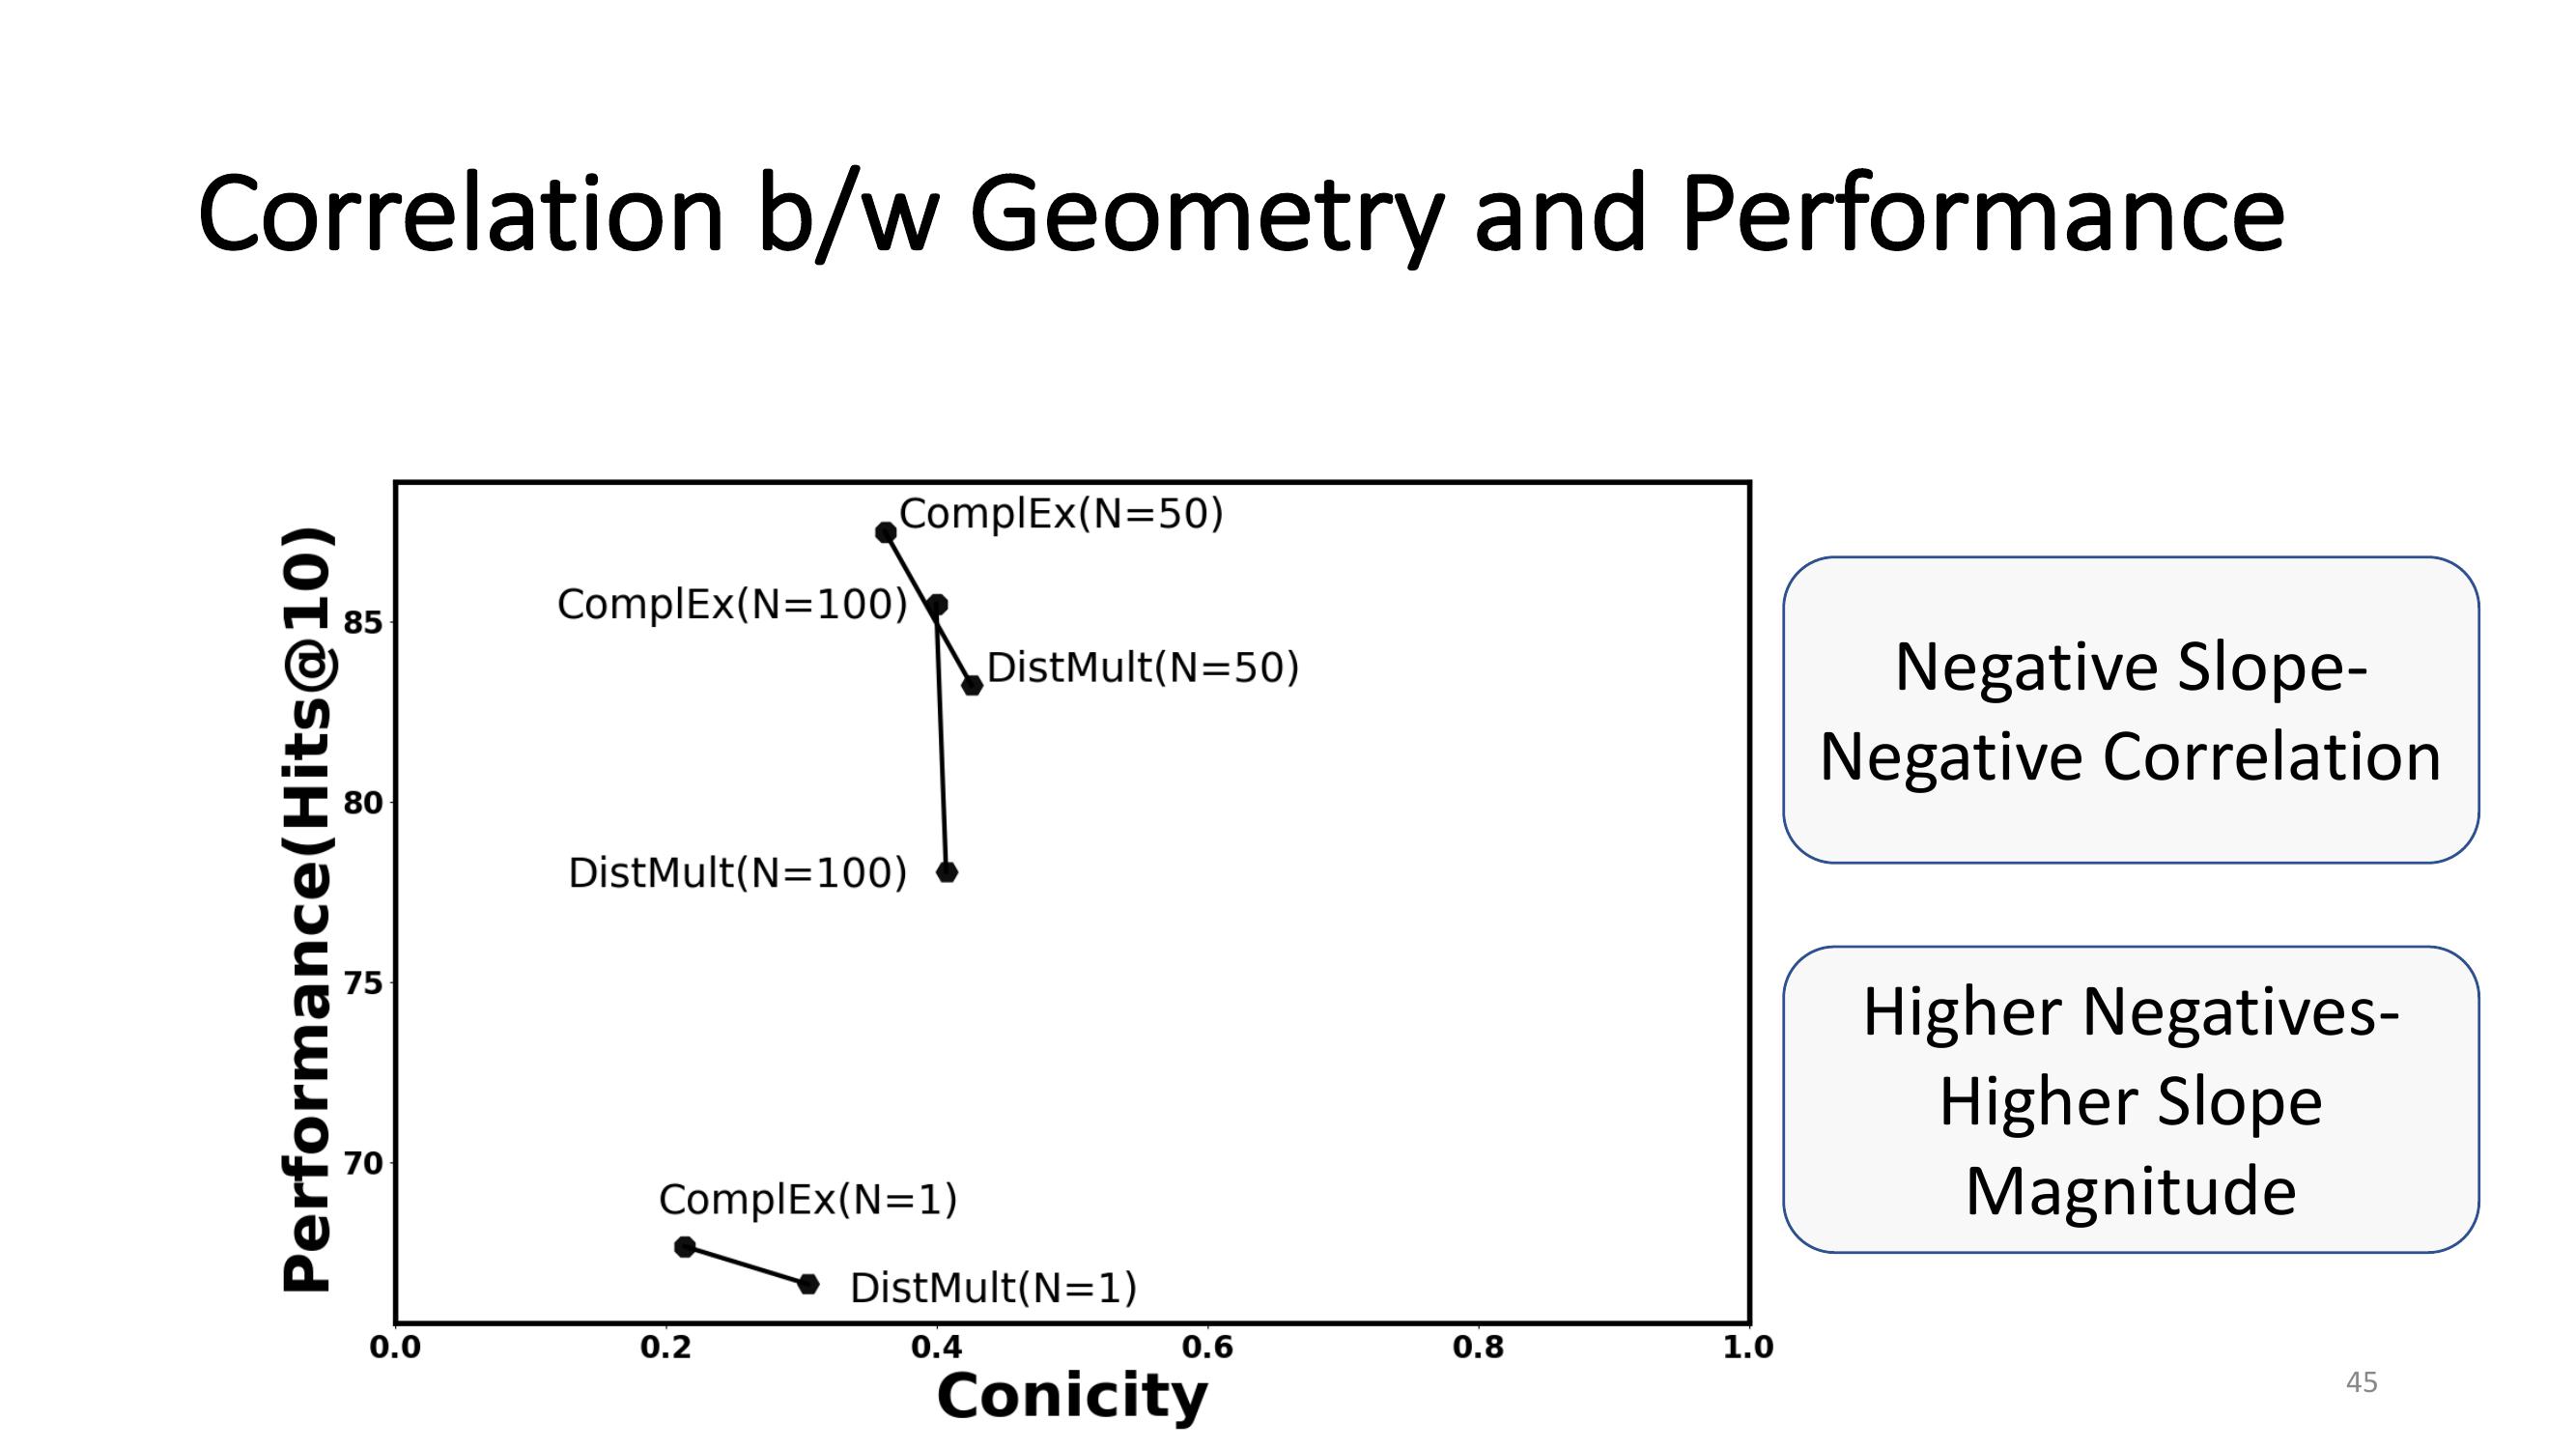 Correlation b/w Geometry and Performance
Performance(Hits@10)
85
80
75
70
ComplEx(N=50)
ComplEx(N=100)
DistMult(N=50)
DistMult(N=100)
ComplEx(N=1)
DistMult(N=1)
0.0 0.2 0.4 0.6 0.8 1.0
Conicity
Negative Slope-
Negative Correlation
Higher Negatives-
Higher Slope
Magnitude
45